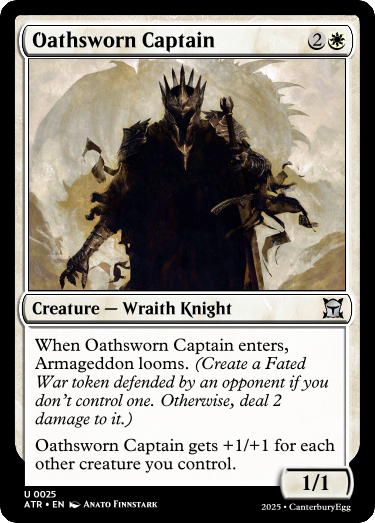 Oathsworn Captain 2
Creature — Wraith Knight
When Oathsworn Captain enters,
Armageddon looms. (Create a Fated
War token defended by an opponent if you
don't control one. Otherwise, deal 2
damage to it.)
Oathsworn Captain gets +1/+1 for each
other creature you control.
1/1
U 0025
ATR • EN Anato Finnstark
2025 • CanterburyEgg